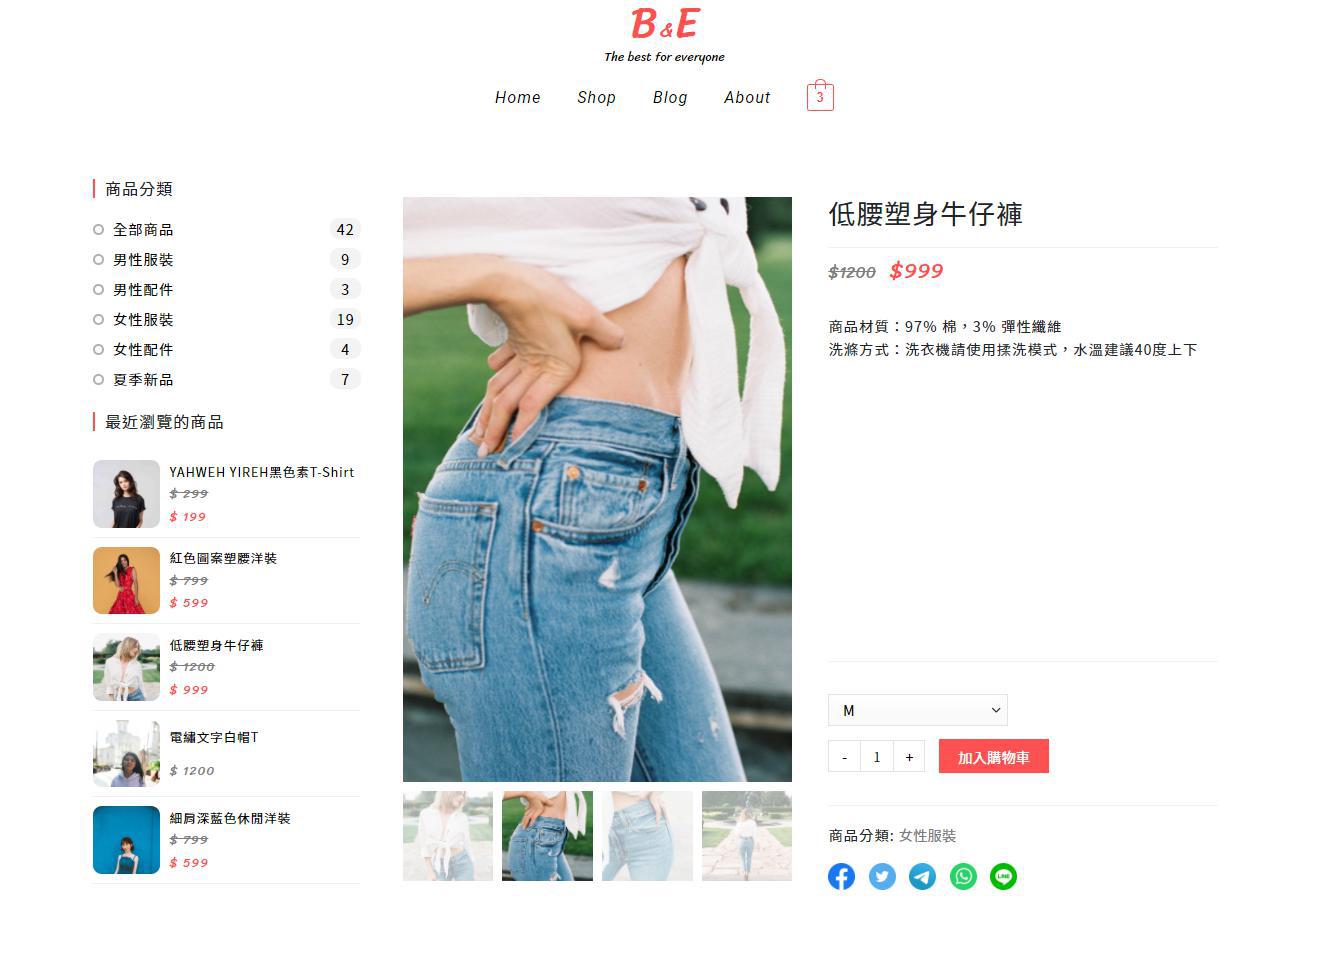 B&E
The best for everyone
Home Shop Blog About 3
商品分類
全部商品 42
男性服裝 9
男性配件 3
女性服裝 19
女性配件 4
夏季新品 7
最近瀏覽的商品
YAHWEH YIREH黑色素T-Shirt
$ 299
$ 199
紅色圖案塑腰洋裝
$ 799
$ 599
低腰塑身牛仔褲
$ 1200
$ 999
電繡文字白帽T
$ 1200
細肩深藍色休閒洋裝
$ 799
$ 599
低腰塑身牛仔褲
$1200 $999
商品材質：97% 棉，3% 彈性纖維
洗滌方式：洗衣機請使用揉洗模式，水溫建議40度上下
M
- 1 + 加入購物車
商品分類: 女性服裝
LINE